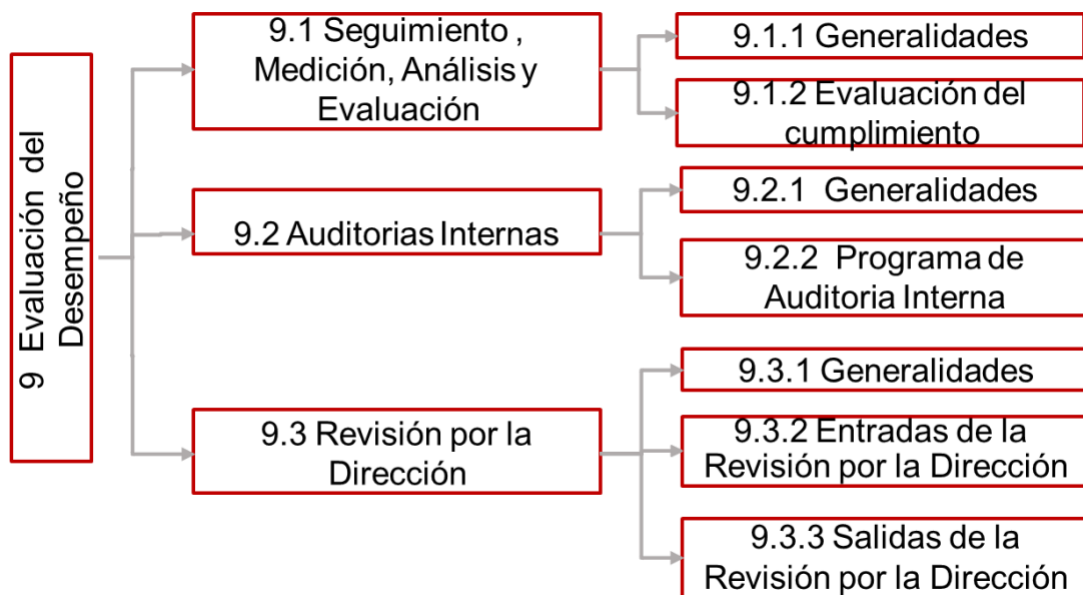 9 Evaluación del
Desempeño
9.1 Seguimiento ,
Medición, Análisis y
Evaluación
9.1.1 Generalidades
9.1.2 Evaluación del
cumplimiento
9.2 Auditorias Internas
9.2.1 Generalidades
9.2.2 Programa de
Auditoria Interna
9.3 Revisión por la
Dirección
9.3.1 Generalidades
9.3.2 Entradas de la
Revisión por la Dirección
9.3.3 Salidas de la
Revisión por la Dirección